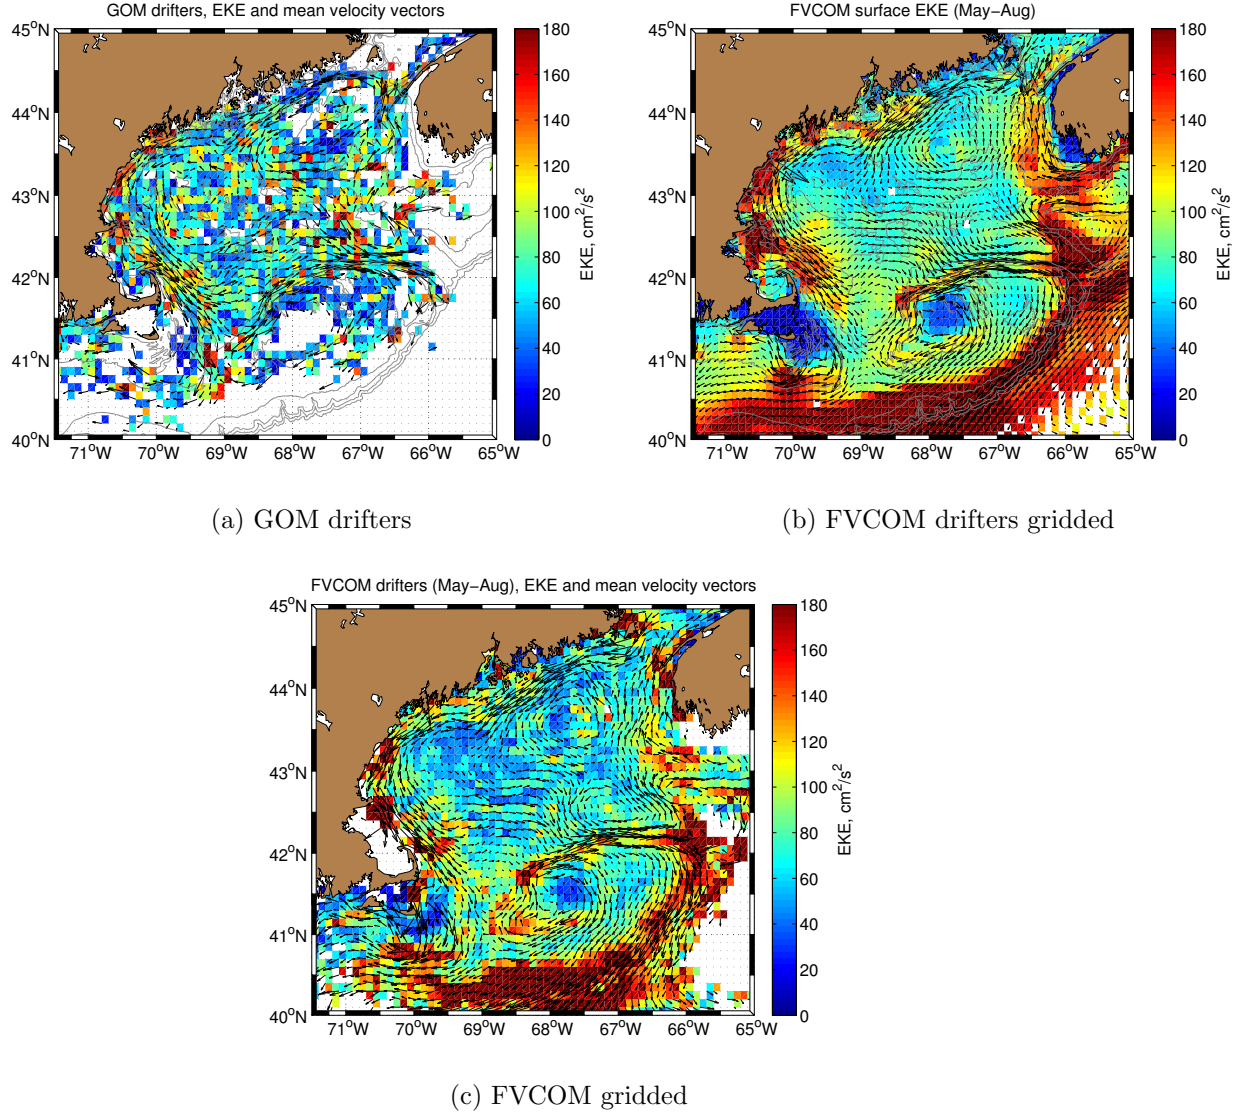 GOM drifters, EKE and mean velocity vectors
45°N
44°N
43°N
42°N
41°N
40°N
71°W 70°W 69°W 68°W 67°W 66°W 65°W
180
160
140
120
100
80
60
40
20
0
EKE, cm²/s²
(a) GOM drifters
FVCOM surface EKE (May−Aug)
45°N
44°N
43°N
42°N
41°N
40°N
71°W 70°W 69°W 68°W 67°W 66°W 65°W
180
160
140
120
100
80
60
40
20
0
EKE, cm²/s²
(b) FVCOM drifters gridded
FVCOM drifters (May−Aug), EKE and mean velocity vectors
45°N
44°N
43°N
42°N
41°N
40°N
71°W 70°W 69°W 68°W 67°W 66°W 65°W
180
160
140
120
100
80
60
40
20
0
EKE, cm²/s²
(c) FVCOM gridded